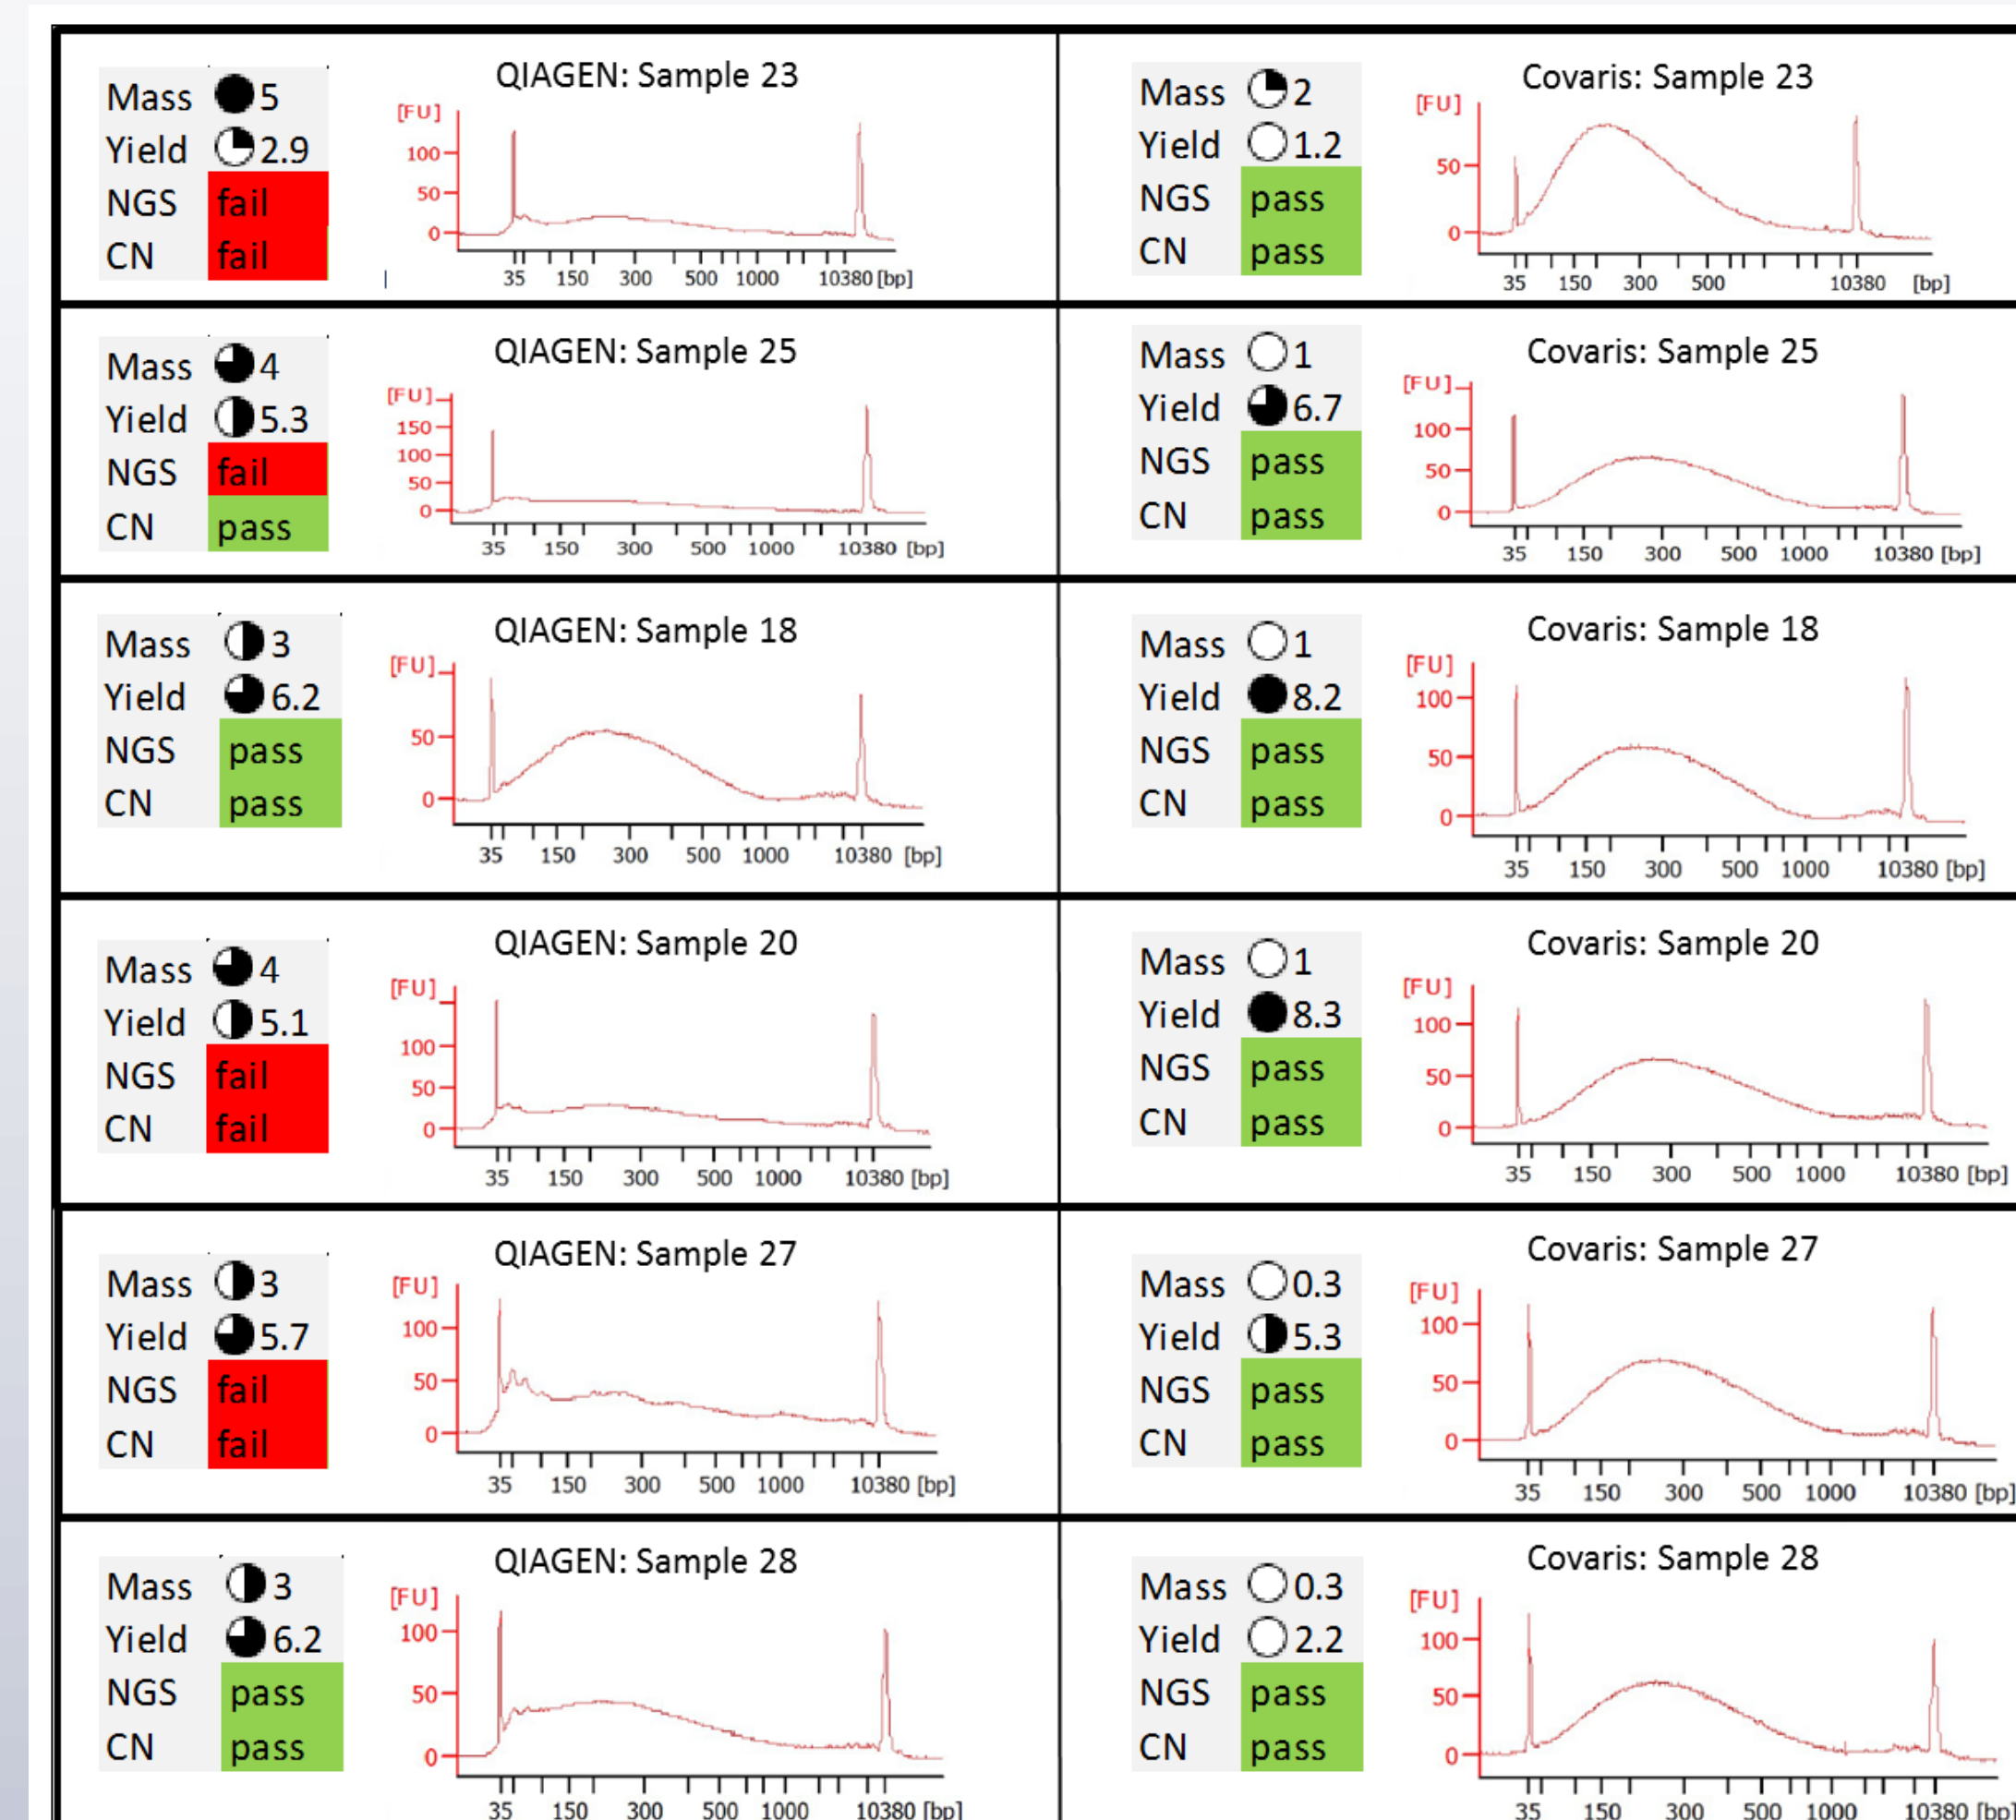 QIAGEN: Sample 23
Mass 5
Yield 2.9
NGS fail
CN fail
[FU]
100
50
0
35 150 300 500 1000 10380 [bp]
Covaris: Sample 23
Mass 2
Yield 1.2
NGS pass
CN pass
[FU]
50
0
35 150 300 500 10380 [bp]
QIAGEN: Sample 25
Mass 4
Yield 5.3
NGS fail
CN pass
[FU]
150
100
50
0
35 150 300 500 1000 10380 [bp]
Covaris: Sample 25
Mass 1
Yield 6.7
NGS pass
CN pass
[FU]
100
50
0
35 150 300 500 1000 10380 [bp]
QIAGEN: Sample 18
Mass 3
Yield 6.2
NGS pass
CN pass
[FU]
50
0
35 150 300 500 1000 10380 [bp]
Covaris: Sample 18
Mass 1
Yield 8.2
NGS pass
CN pass
[FU]
100
50
0
35 150 300 500 1000 10380 [bp]
QIAGEN: Sample 20
Mass 4
Yield 5.1
NGS fail
CN fail
[FU]
100
50
0
35 150 300 500 1000 10380 [bp]
Covaris: Sample 20
Mass 1
Yield 8.3
NGS pass
CN pass
[FU]
100
50
0
35 150 300 500 1000 10380 [bp]
QIAGEN: Sample 27
Mass 3
Yield 5.7
NGS fail
CN fail
[FU]
100
50
0
35 150 300 500 1000 10380 [bp]
Covaris: Sample 27
Mass 0.3
Yield 5.3
NGS pass
CN pass
[FU]
100
50
0
35 150 300 500 1000 10380 [bp]
QIAGEN: Sample 28
Mass 3
Yield 6.2
NGS pass
CN pass
[FU]
100
50
0
35 150 300 500 1000 10380 [bp]
Covaris: Sample 28
Mass 0.3
Yield 2.2
NGS pass
CN pass
[FU]
100
50
0
35 150 300 500 1000 10380 [bp]